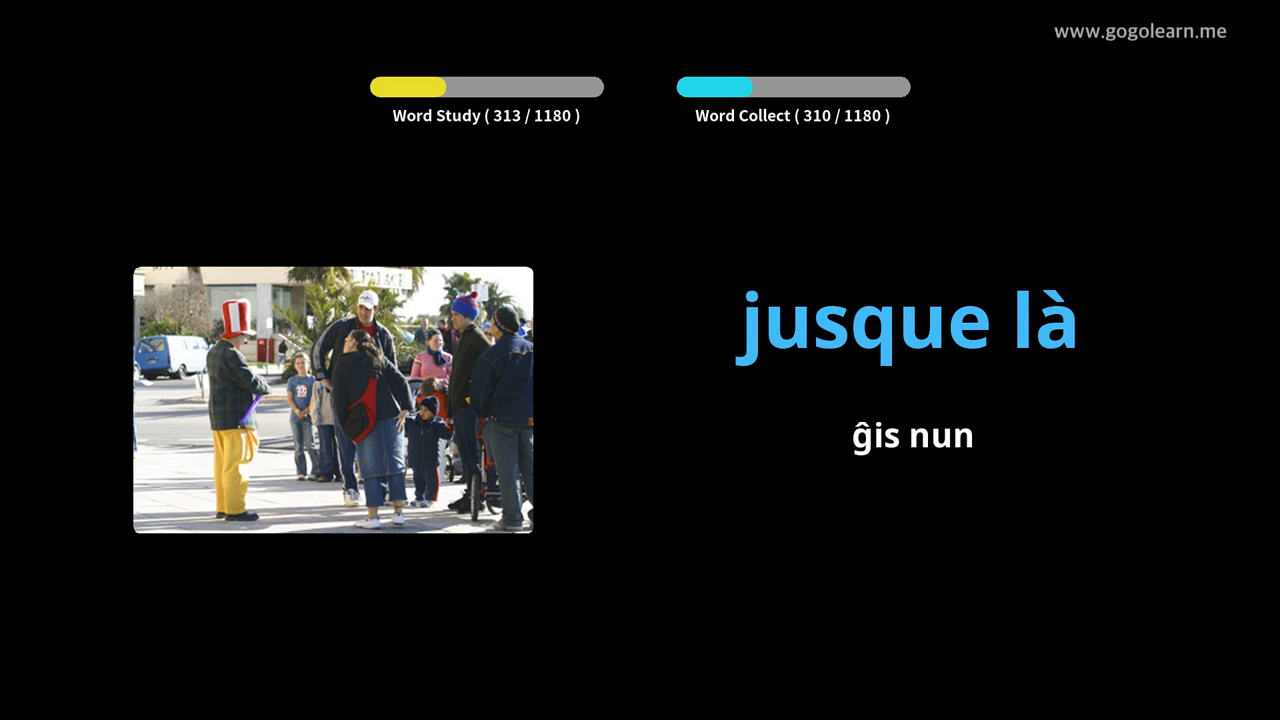 www.gogolearn.me
Word Study ( 313 / 1180 )
Word Collect ( 310 / 1180 )
jusque là
ĝis nun